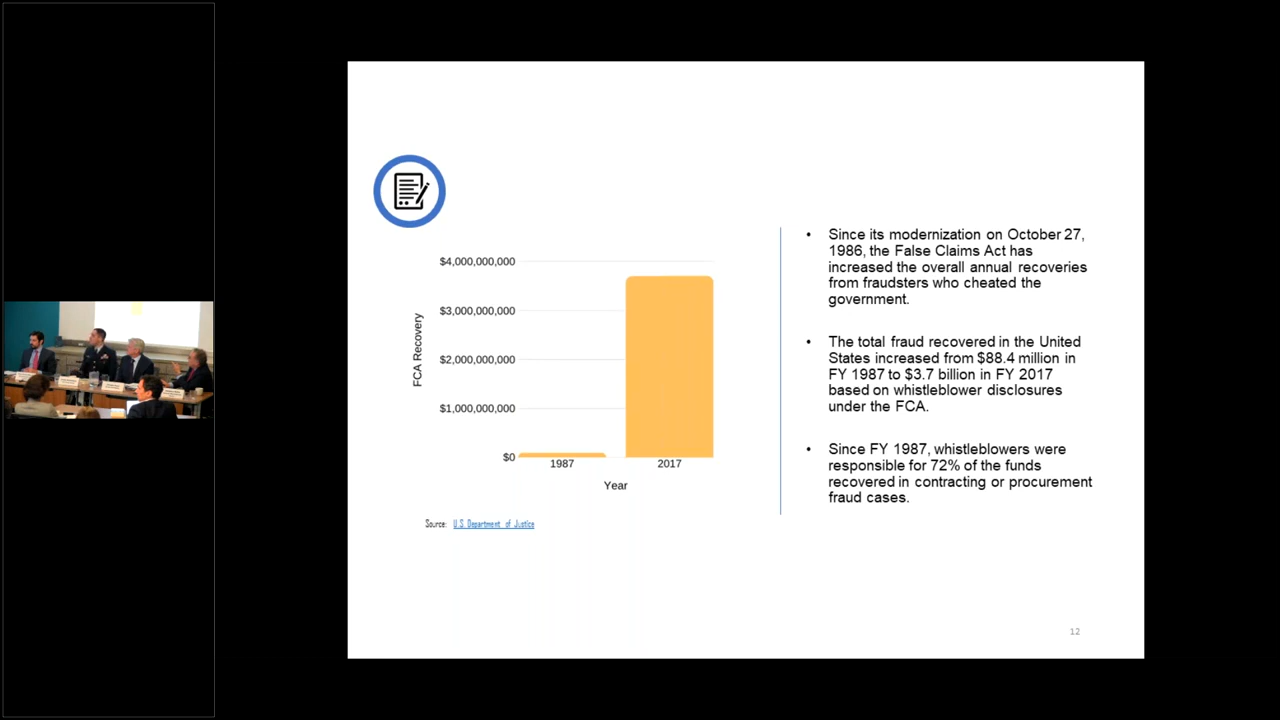 $4,000,000,000
$3,000,000,000
$2,000,000,000
$1,000,000,000
$0
FCA Recovery
1987
2017
Year
Source: U.S. Department of Justice
• Since its modernization on October 27,
1986, the False Claims Act has
increased the overall annual recoveries
from fraudsters who cheated the
government.
• The total fraud recovered in the United
States increased from $88.4 million in
FY 1987 to $3.7 billion in FY 2017
based on whistleblower disclosures
under the FCA.
• Since FY 1987, whistleblowers were
responsible for 72% of the funds
recovered in contracting or procurement
fraud cases.
12